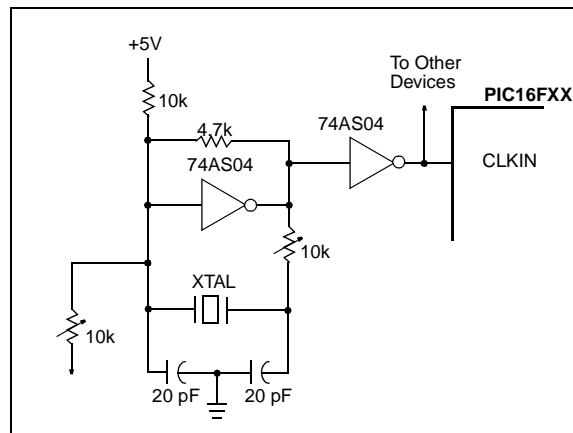 +5V
To Other
Devices
PIC16FXX
10k
4.7k
74AS04
74AS04
CLKIN
10k
XTAL
10k
20 pF
20 pF